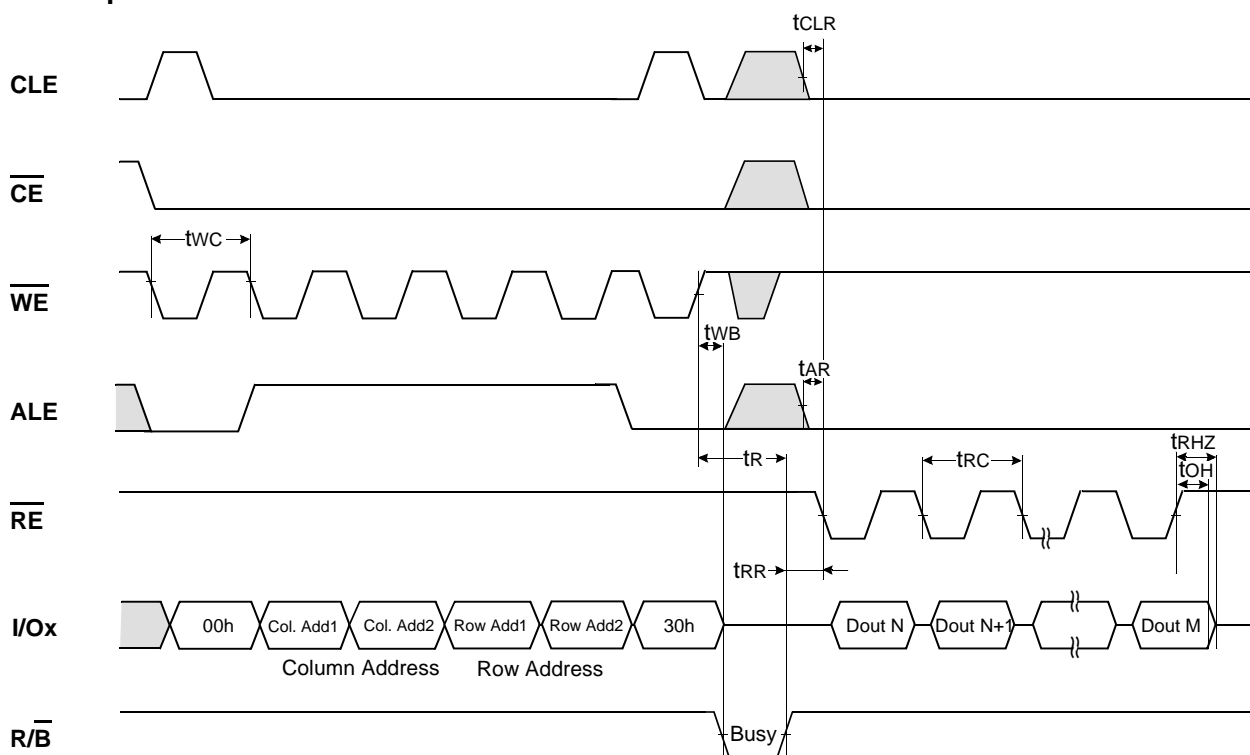 tCLR
CLE
CE
tWC
WE
tWB
tAR
ALE
tR
tRC
tRHZ
tOH
RE
tRR
I/Ox
00h
Col. Add1
Col. Add2
Row Add1
Row Add2
30h
Dout N
Dout N+1
Dout M
Column Address
Row Address
R/B
Busy